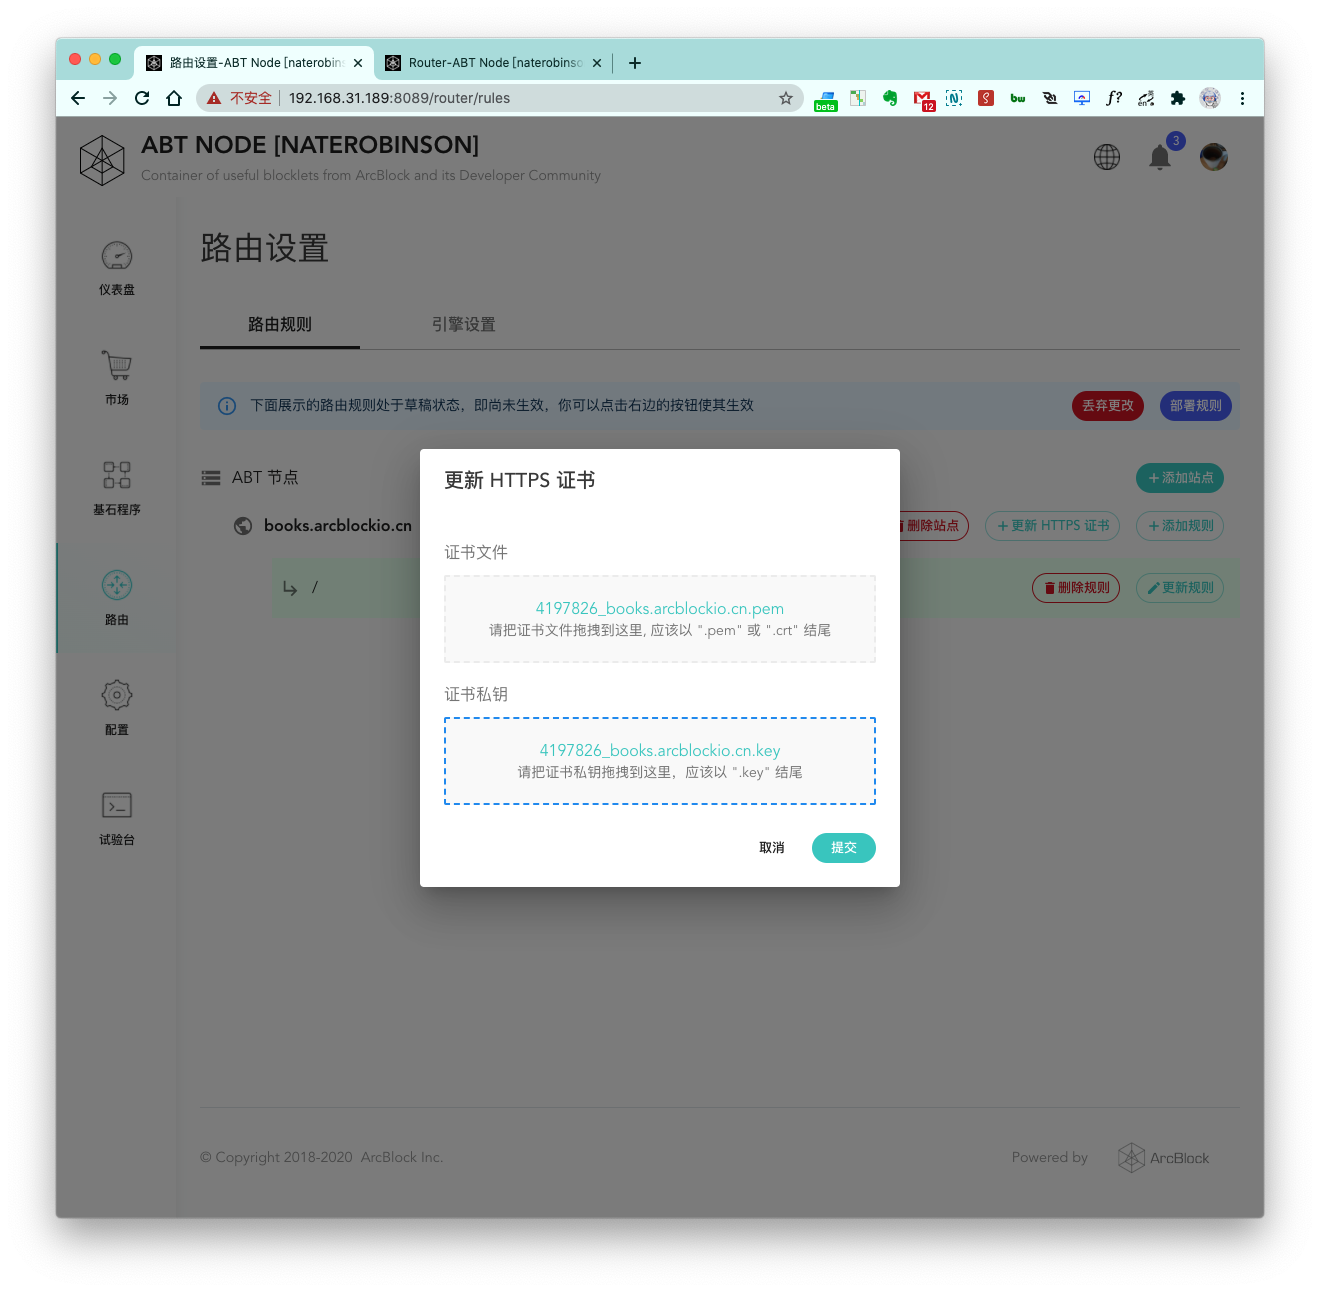 路由设置-ABT Node [naterobins
Router-ABT Node [naterobinso
不安全
192.168.31.189:8089/router/rules
beta
12
bw
f?
en
英
ABT NODE [NATEROBINSON]
Container of useful blocklets from ArcBlock and its Developer Community
3
仪表盘
市场
基石程序
路由
配置
试验台
路由设置
路由规则
引擎设置
下面展示的路由规则处于草稿状态，即尚未生效，你可以点击右边的按钮使其生效
丢弃更改
部署规则
ABT 节点
+ 添加站点
books.arcblockio.cn
删除站点
+ 更新 HTTPS 证书
+ 添加规则
/
删除规则
更新规则
更新 HTTPS 证书
证书文件
4197826_books.arcblockio.cn.pem
请把证书文件拖拽到这里, 应该以 ".pem" 或 ".crt" 结尾
证书私钥
4197826_books.arcblockio.cn.key
请把证书私钥拖拽到这里，应该以 ".key" 结尾
取消
提交
© Copyright 2018-2020 ArcBlock Inc.
Powered by
ArcBlock